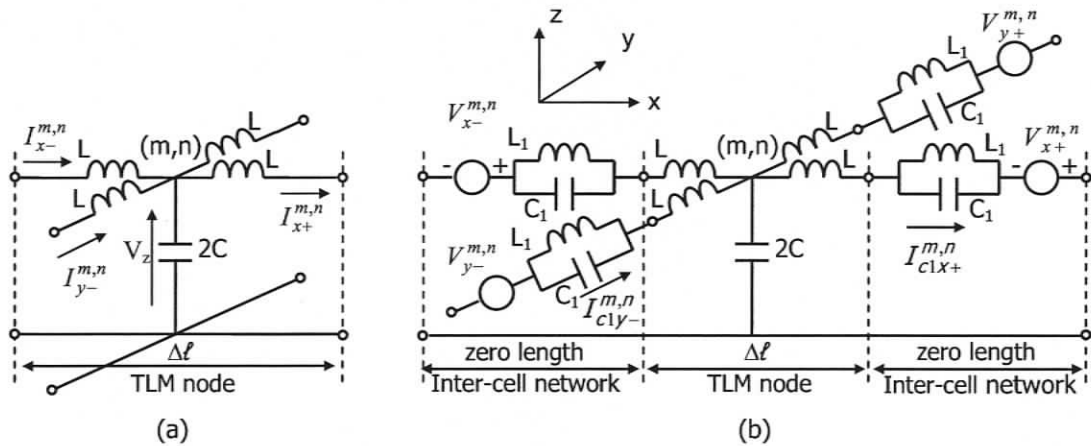 I_{x-}^{m,n}
L
(m,n)
L
L
L
I_{x+}^{m,n}
I_{y-}^{m,n}
V_z
2C
Δℓ
TLM node
(a)
z
y
x
V_{y+}^{m,n}
L_1
C_1
V_{x-}^{m,n}
- +
L_1
C_1
L
(m,n)
L
L
L
L_1
C_1
V_{x+}^{m,n}
- +
I_{c1x+}^{m,n}
V_{y-}^{m,n}
L_1
C_1
I_{c1y-}^{m,n}
2C
zero length
Δℓ
zero length
Inter-cell network
TLM node
Inter-cell network
(b)